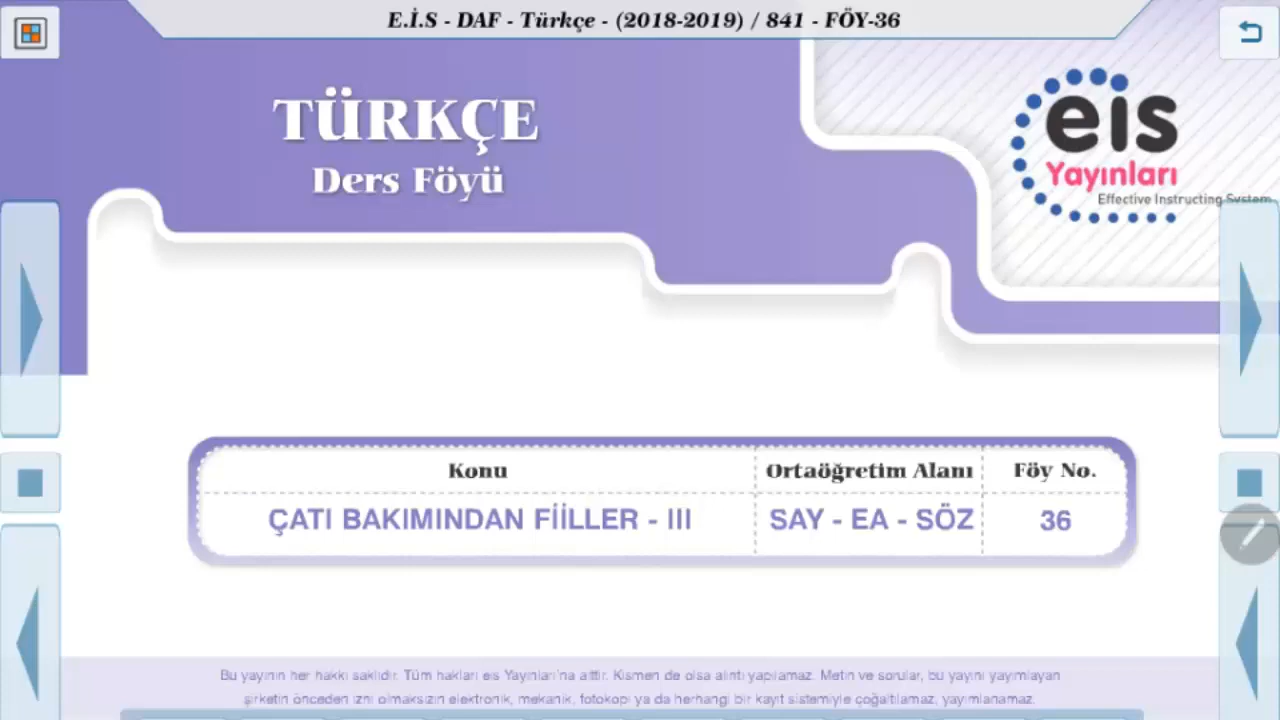 E.İ.S - DAF - Türkçe - (2018-2019) / 841 - FÖY-36
TÜRKÇE
Ders Föyü
eis
Yayınları
Effective Instructing System
Konu Ortaöğretim Alanı Föy No.
ÇATI BAKIMINDAN FİİLLER - III SAY - EA - SÖZ 36
Bu yayının her hakkı saklıdır. Tüm hakları eis Yayınları'na aittir. Kısmen de olsa alıntı yapılamaz. Metin ve sorular, bu yayını yayımlayan
şirketin önceden izni olmaksızın elektronik, mekanik, fotokopi ya da herhangi bir kayıt sistemiyle çoğaltılamaz, yayımlanamaz.